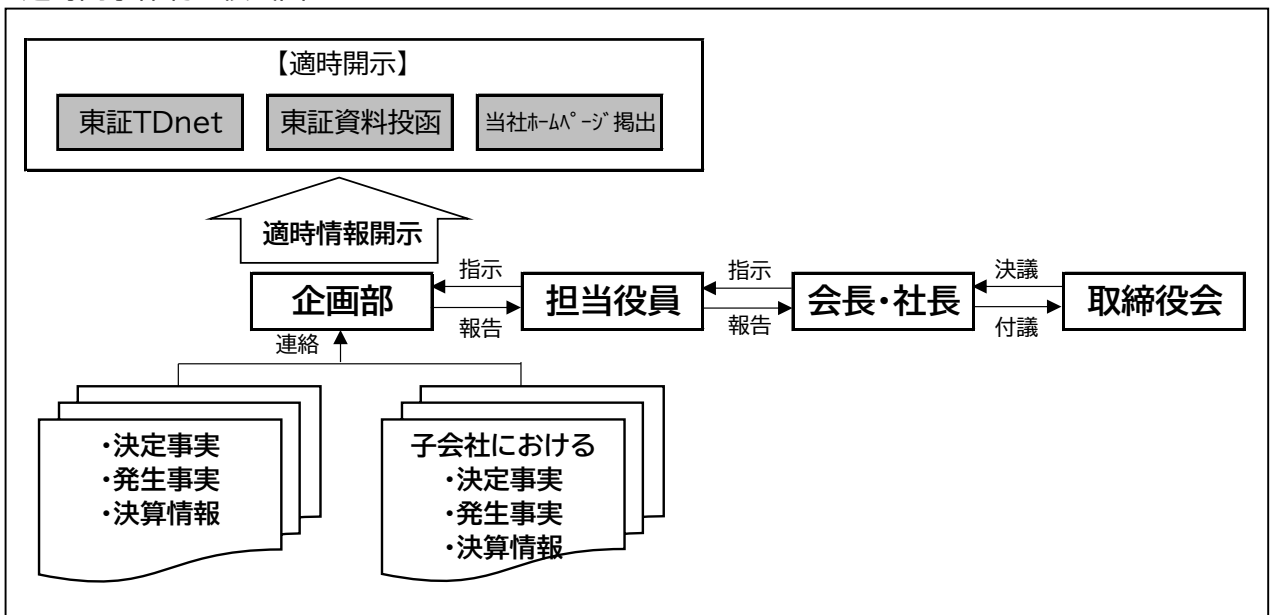 【適時開示】
東証TDnet
東証資料投函
当社ﾎｰﾑﾍﾟｰｼﾞ掲出
適時情報開示
企画部
指示
報告
担当役員
指示
報告
会長・社長
決議
付議
取締役会
連絡
・決定事実
・発生事実
・決算情報
子会社における
・決定事実
・発生事実
・決算情報